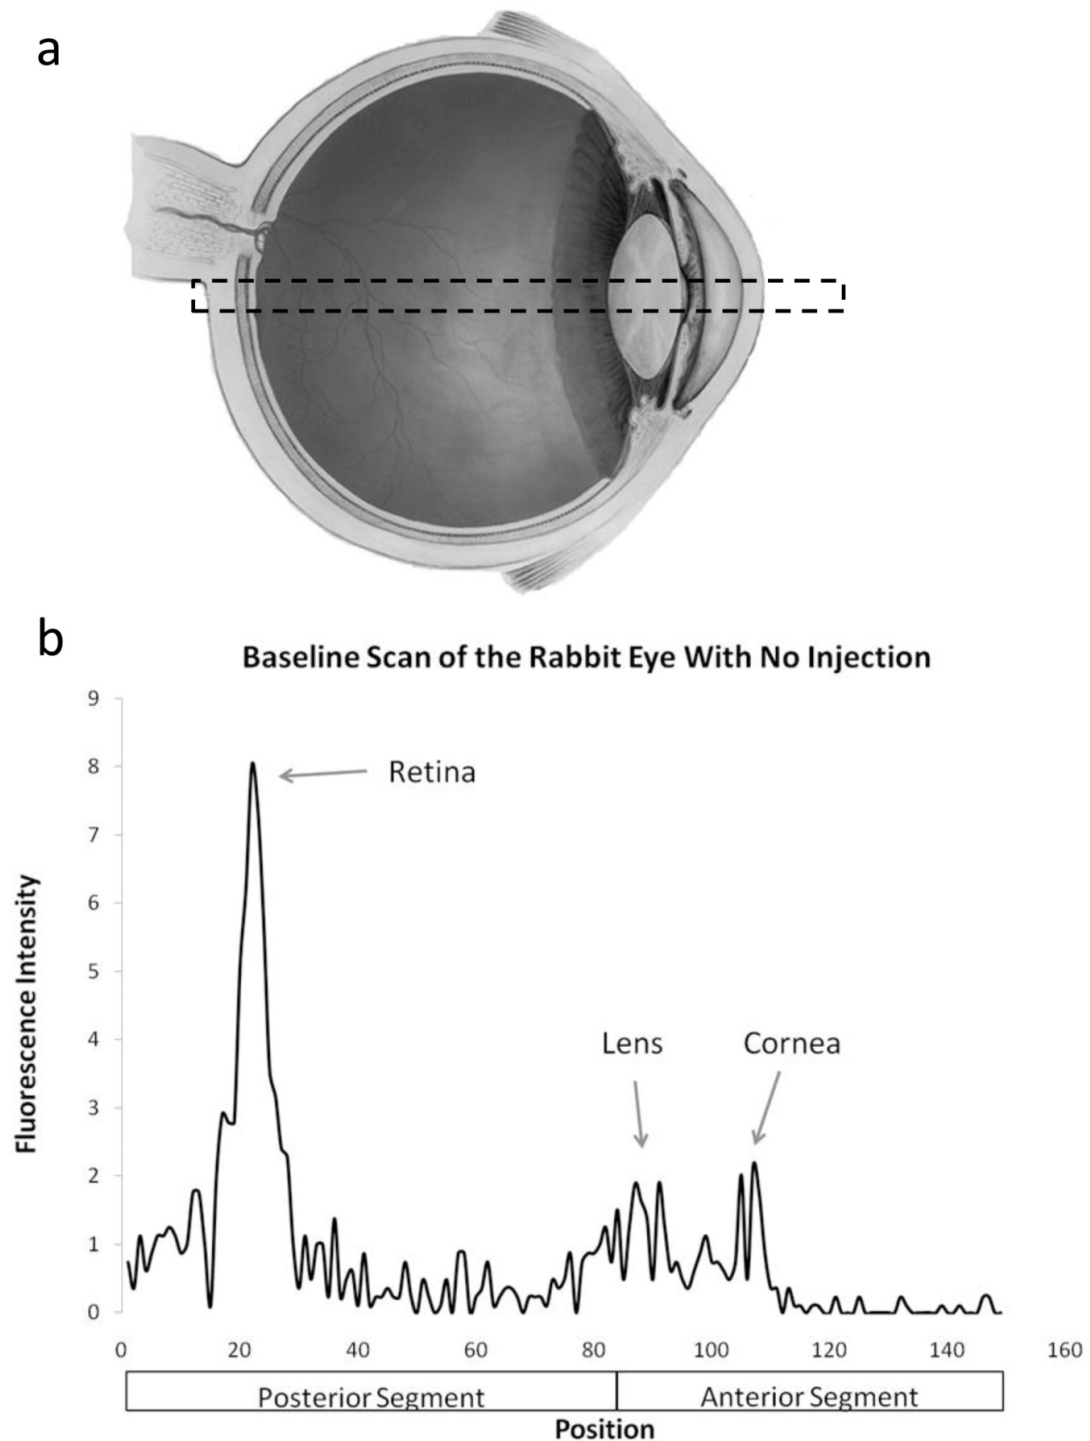 a
b
Baseline Scan of the Rabbit Eye With No Injection
9
8
7
6
5
4
3
2
1
0
Fluorescence Intensity
Retina
Lens
Cornea
0 20 40 60 80 100 120 140 160
Posterior Segment Anterior Segment
Position